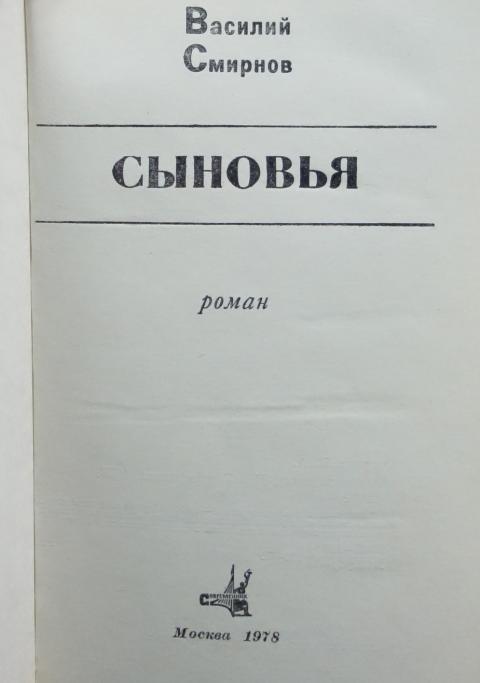 Василий
Смирнов
СЫНОВЬЯ
роман
СОВРЕМЕННИК
Москва 1978